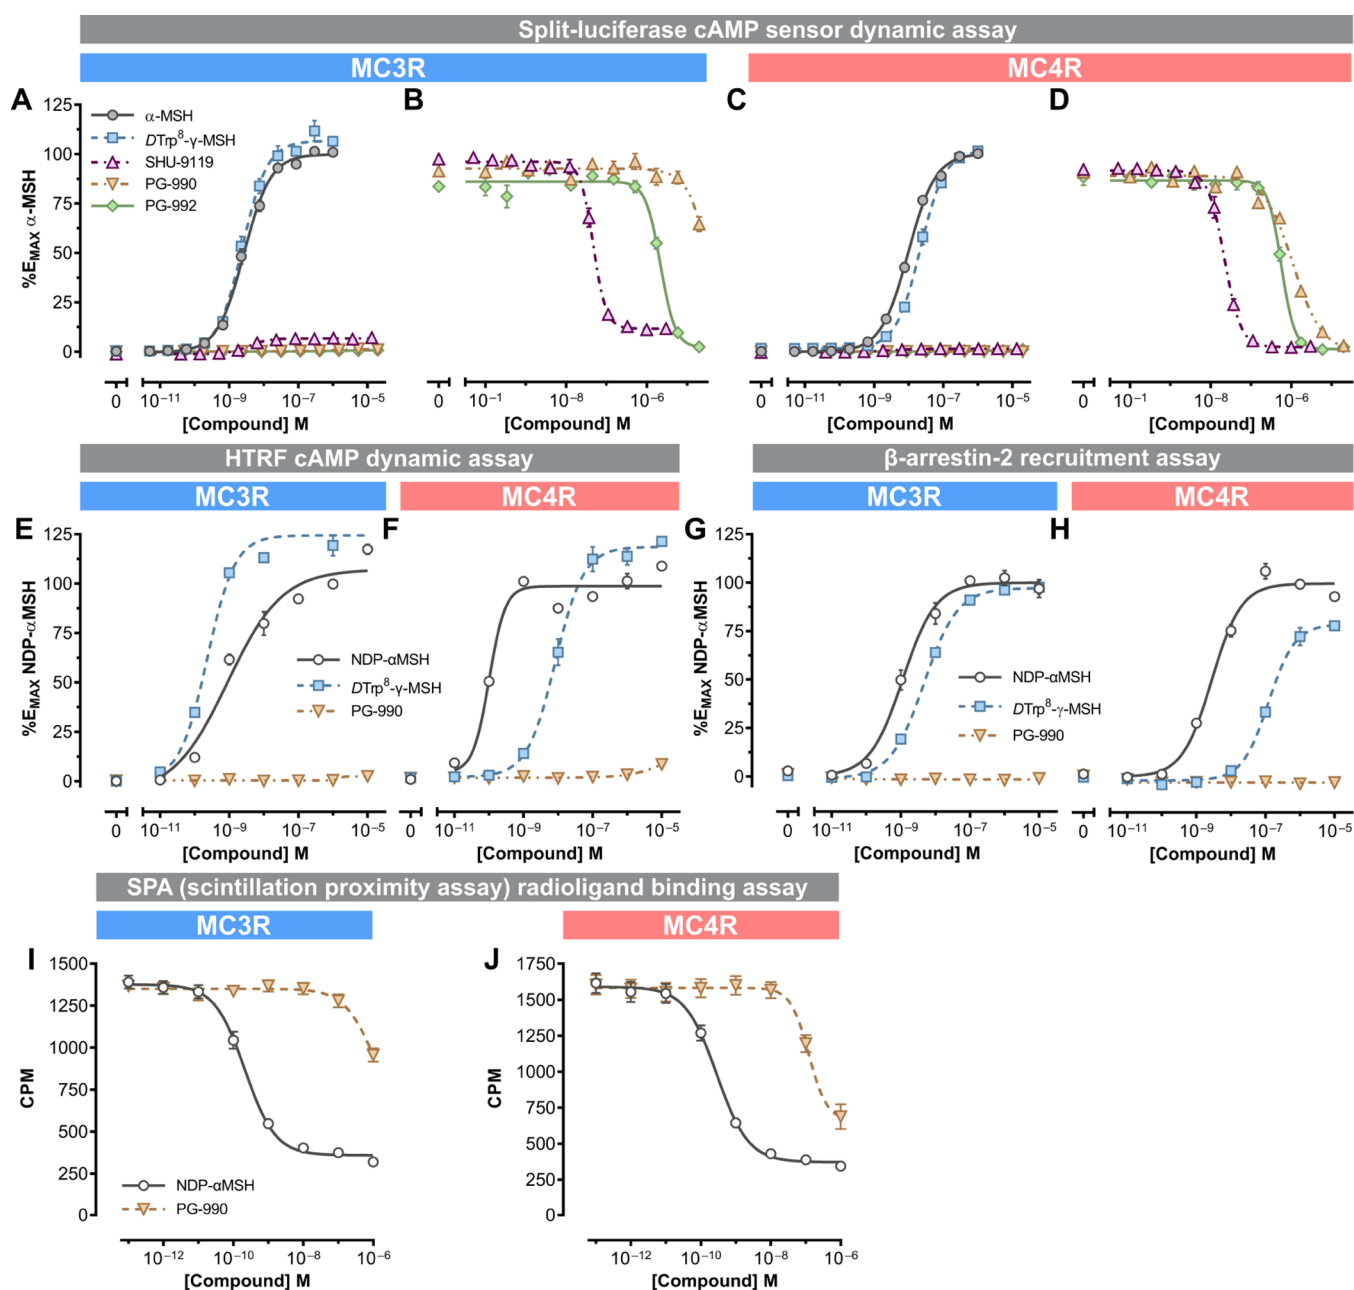 Split-luciferase cAMP sensor dynamic assay
MC3R
MC4R
A
B
C
D
125
100
75
50
25
0
%EMAX α-MSH
α-MSH
DTrp⁸-γ-MSH
SHU-9119
PG-990
PG-992
0 10⁻¹¹ 10⁻⁹ 10⁻⁷ 10⁻⁵
0 10⁻¹ 10⁻⁸ 10⁻⁶
0 10⁻¹¹ 10⁻⁹ 10⁻⁷ 10⁻⁵
0 10⁻¹ 10⁻⁸ 10⁻⁶
[Compound] M
[Compound] M
[Compound] M
[Compound] M
HTRF cAMP dynamic assay
β-arrestin-2 recruitment assay
MC3R
MC4R
MC3R
MC4R
E
F
G
H
125
100
75
50
25
0
%EMAX NDP-αMSH
NDP-αMSH
DTrp⁸-γ-MSH
PG-990
125
100
75
50
25
0
%EMAX NDP-αMSH
NDP-αMSH
DTrp⁸-γ-MSH
PG-990
0 10⁻¹¹ 10⁻⁹ 10⁻⁷ 10⁻⁵
0 10⁻¹¹ 10⁻⁹ 10⁻⁷ 10⁻⁵
0 10⁻¹¹ 10⁻⁹ 10⁻⁷ 10⁻⁵
0 10⁻¹¹ 10⁻⁹ 10⁻⁷ 10⁻⁵
[Compound] M
[Compound] M
[Compound] M
[Compound] M
SPA (scintillation proximity assay) radioligand binding assay
MC3R
MC4R
I
J
1500
1250
1000
750
500
250
0
CPM
NDP-αMSH
PG-990
1750
1500
1250
1000
750
500
250
0
CPM
10⁻¹² 10⁻¹⁰ 10⁻⁸ 10⁻⁶
10⁻¹² 10⁻¹⁰ 10⁻⁸ 10⁻⁶
[Compound] M
[Compound] M